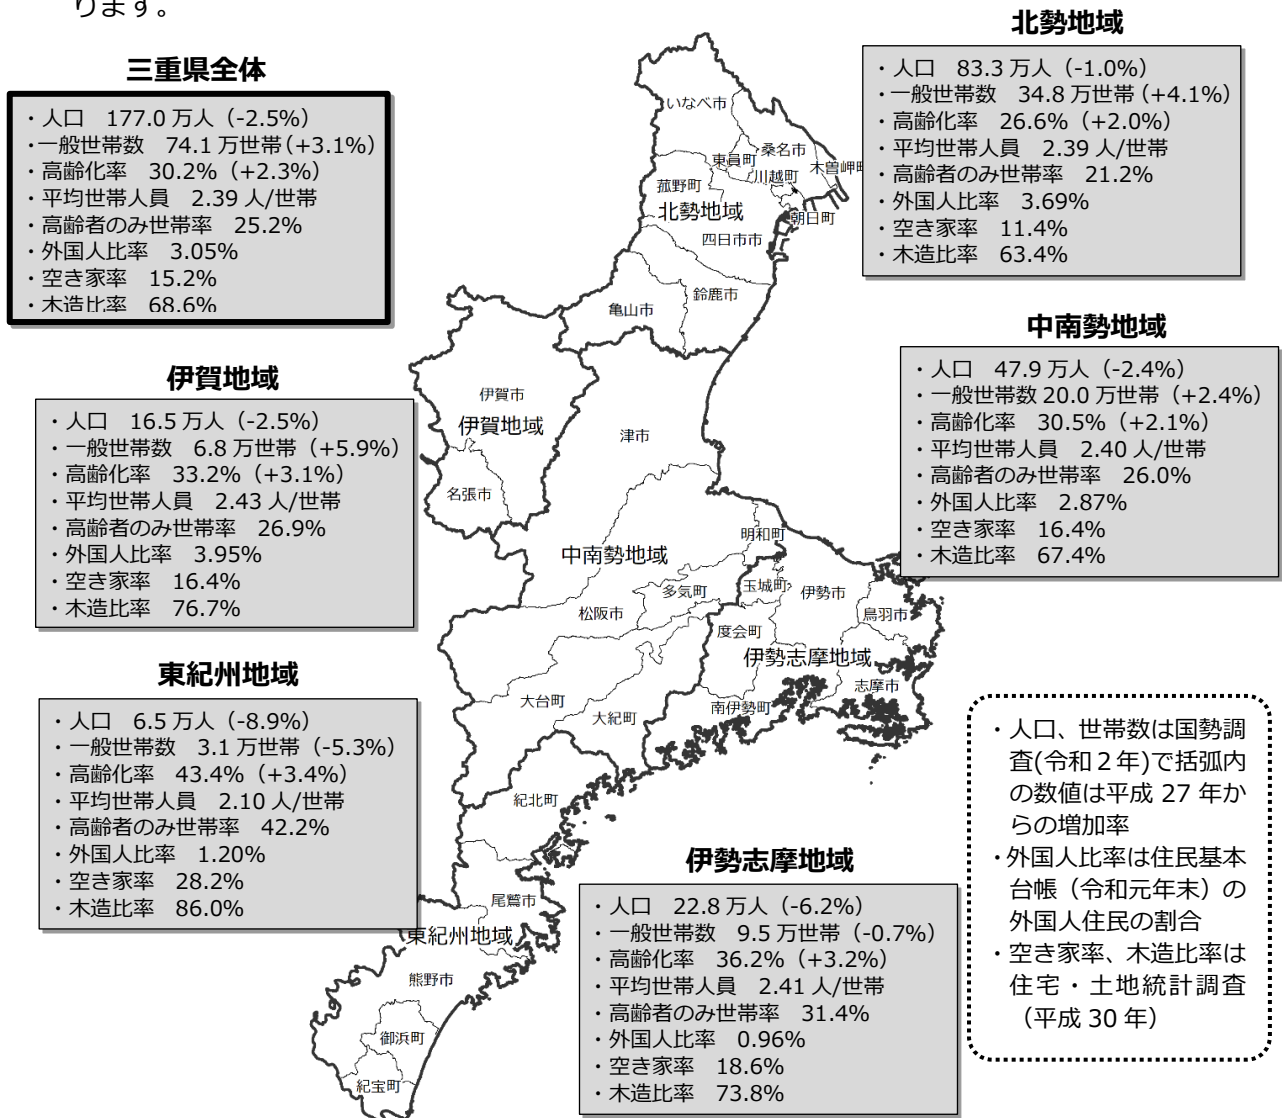 ります。
三重県全体
・人口　177.0 万人（-2.5%）
・一般世帯数　74.1 万世帯（+3.1%）
・高齢化率　30.2%（+2.3%）
・平均世帯人員　2.39 人/世帯
・高齢者のみ世帯率　25.2%
・外国人比率　3.05%
・空き家率　15.2%
・木造比率　68.6%
北勢地域
・人口　83.3 万人（-1.0%）
・一般世帯数　34.8 万世帯（+4.1%）
・高齢化率　26.6%（+2.0%）
・平均世帯人員　2.39 人/世帯
・高齢者のみ世帯率　21.2%
・外国人比率　3.69%
・空き家率　11.4%
・木造比率　63.4%
中南勢地域
・人口　47.9 万人（-2.4%）
・一般世帯数 20.0 万世帯（+2.4%）
・高齢化率　30.5%（+2.1%）
・平均世帯人員　2.40 人/世帯
・高齢者のみ世帯率　26.0%
・外国人比率　2.87%
・空き家率　16.4%
・木造比率　67.4%
伊賀地域
・人口　16.5 万人（-2.5%）
・一般世帯数　6.8 万世帯（+5.9%）
・高齢化率　33.2%（+3.1%）
・平均世帯人員　2.43 人/世帯
・高齢者のみ世帯率　26.9%
・外国人比率　3.95%
・空き家率　16.4%
・木造比率　76.7%
東紀州地域
・人口　6.5 万人（-8.9%）
・一般世帯数　3.1 万世帯（-5.3%）
・高齢化率　43.4%（+3.4%）
・平均世帯人員　2.10 人/世帯
・高齢者のみ世帯率　42.2%
・外国人比率　1.20%
・空き家率　28.2%
・木造比率　86.0%
伊勢志摩地域
・人口　22.8 万人（-6.2%）
・一般世帯数　9.5 万世帯（-0.7%）
・高齢化率　36.2%（+3.2%）
・平均世帯人員　2.41 人/世帯
・高齢者のみ世帯率　31.4%
・外国人比率　0.96%
・空き家率　18.6%
・木造比率　73.8%
・人口、世帯数は国勢調
査(令和２年)で括弧内
の数値は平成 27 年か
らの増加率
・外国人比率は住民基本
台帳（令和元年末）の
外国人住民の割合
・空き家率、木造比率は
住宅・土地統計調査
（平成 30 年）
いなべ市
桑名市
東員町
木曽岬町
川越町
菰野町
北勢地域
朝日町
四日市市
鈴鹿市
亀山市
伊賀市
伊賀地域
名張市
津市
中南勢地域
明和町
多気町
玉城町
伊勢市
松阪市
鳥羽市
度会町
伊勢志摩地域
志摩市
大台町
大紀町
南伊勢町
紀北町
尾鷲市
東紀州地域
熊野市
御浜町
紀宝町